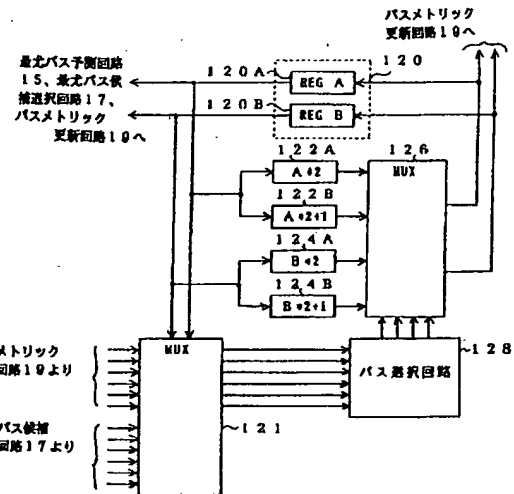 パスメトリック
更新回路19へ
最尤パス予測回路
15、最尤パス候
補選択回路17、
パスメトリック
更新回路19へ
120A
REG A
120
120B
REG B
122A
A*2
126
MUX
122B
A*2+1
124A
B*2
124B
B*2+1
メトリック
回路19より
MUX
128
パス選択回路
パス候補
回路17より
121